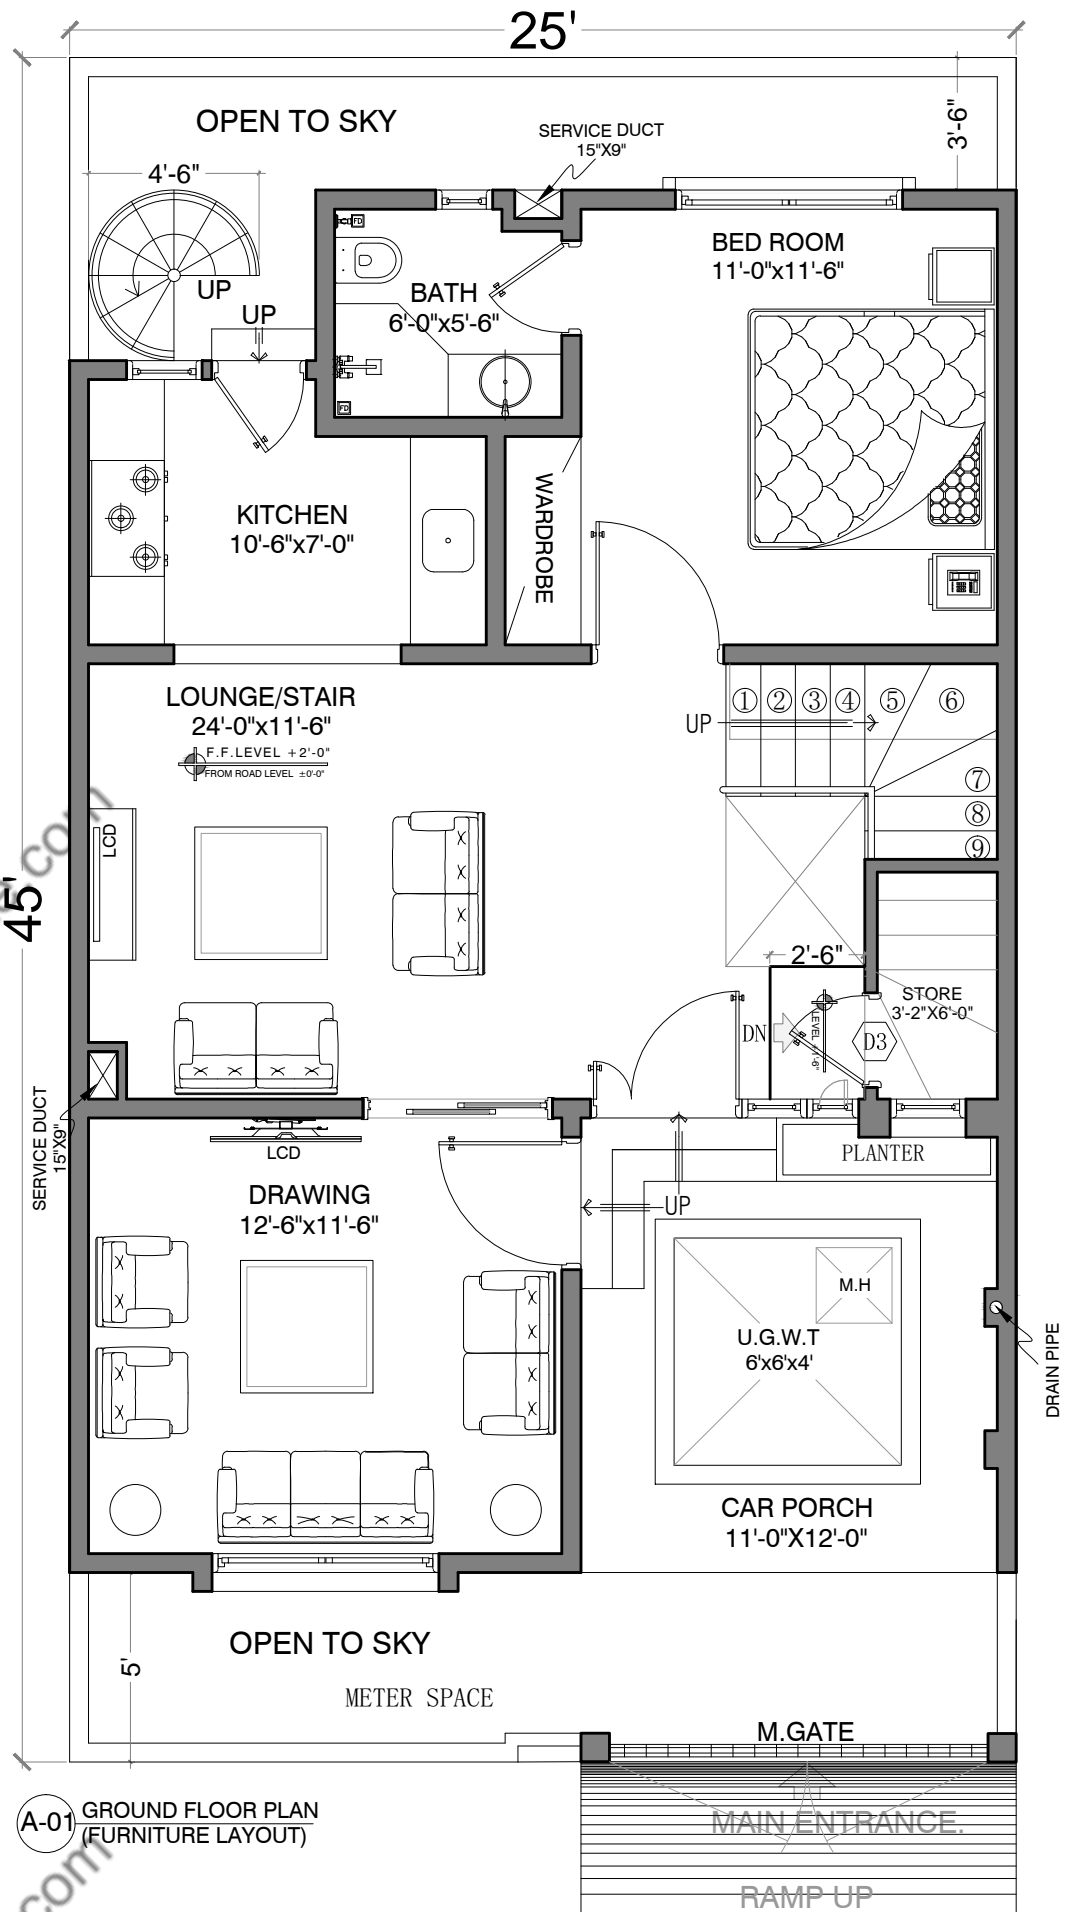 25'
OPEN TO SKY
3'-6"
SERVICE DUCT
15"X9"
4'-6"
UP
UP
FD
BATH
6'-0"x5'-6"
FD
BED ROOM
11'-0"x11'-6"
KITCHEN
10'-6"x7'-0"
WARDROBE
LOUNGE/STAIR
24'-0"x11'-6"
F.F.LEVEL +2'-0"
FROM ROAD LEVEL ±0'-0"
UP
1
2
3
4
5
6
7
8
9
LCD
.com
45'
2'-6"
STORE
3'-2"X6'-0"
DN
LEVEL +1'-6"
D3
SERVICE DUCT
15"X9"
LCD
PLANTER
DRAWING
12'-6"x11'-6"
UP
M.H
U.G.W.T
6'x6'x4'
DRAIN PIPE
CAR PORCH
11'-0"X12'-0"
OPEN TO SKY
5'
METER SPACE
M.GATE
A-01
GROUND FLOOR PLAN
(FURNITURE LAYOUT)
MAIN ENTRANCE.
RAMP UP
.com